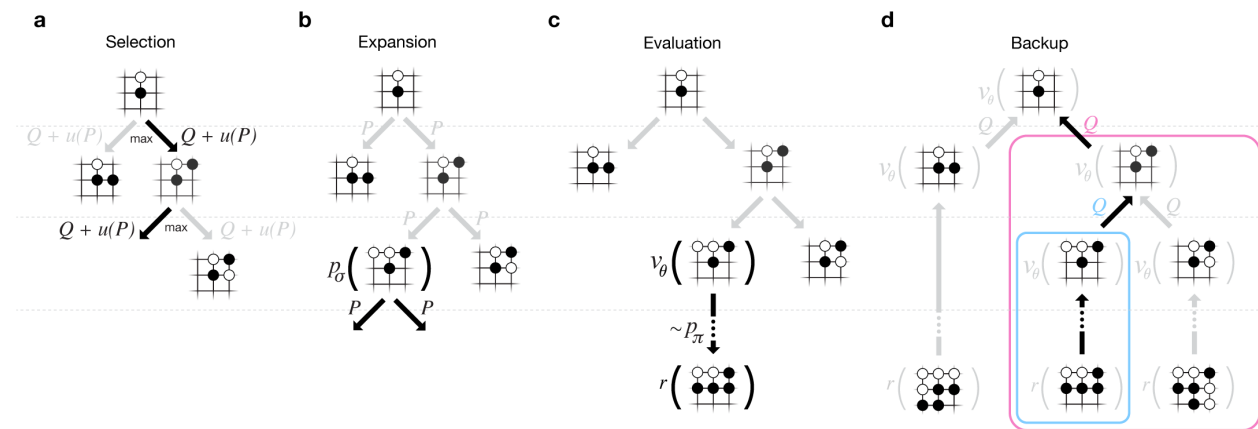 a
Selection
Q + u(P)
max
Q + u(P)
Q + u(P)
max
Q + u(P)
b
Expansion
P
P
P
P
pσ
( )
P
P
c
Evaluation
vθ ( )
~ pπ
r ( )
d
Backup
vθ ( )
Q
Q
vθ ( )
vθ ( )
Q
Q
vθ ( )
vθ ( )
r ( )
r ( )
r ( )